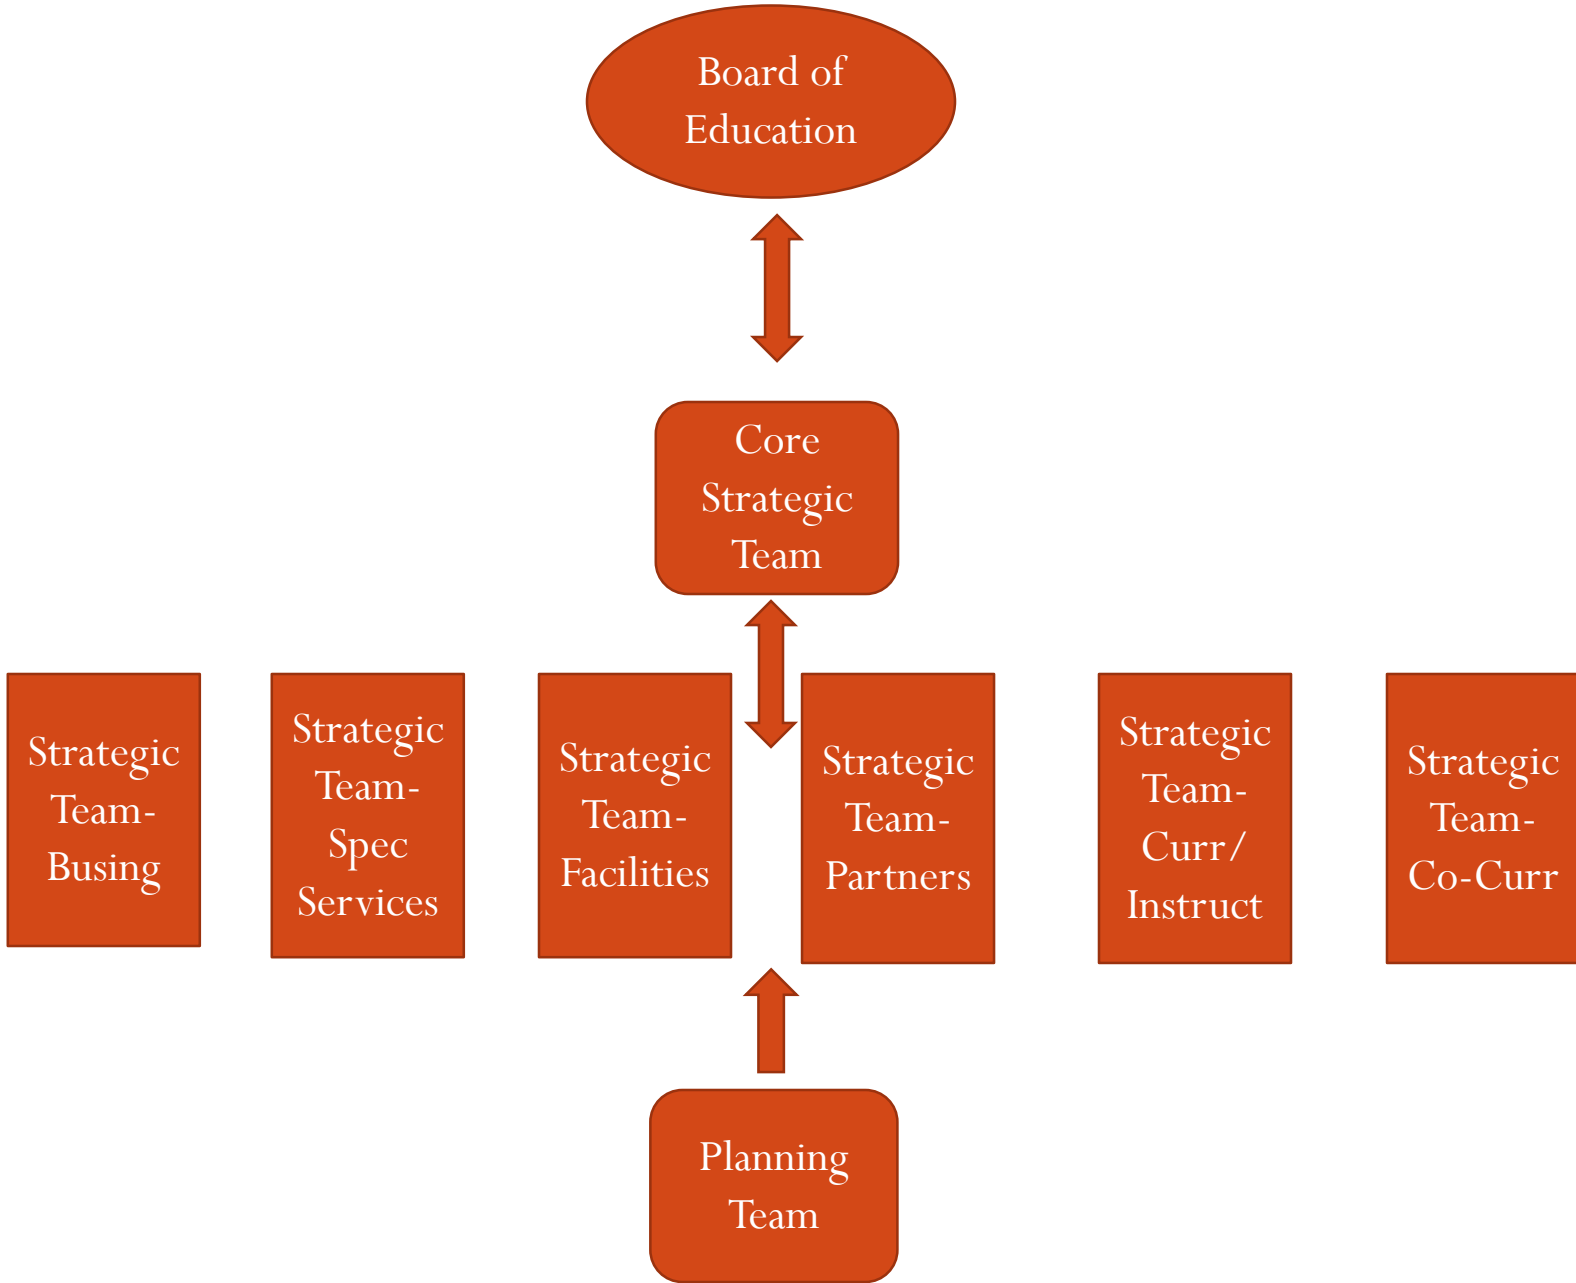 Board of
Education
Core
Strategic
Team
Strategic
Team-
Busing
Strategic
Team-
Spec
Services
Strategic
Team-
Facilities
Strategic
Team-
Partners
Strategic
Team-
Curr/
Instruct
Strategic
Team-
Co-Curr
Planning
Team